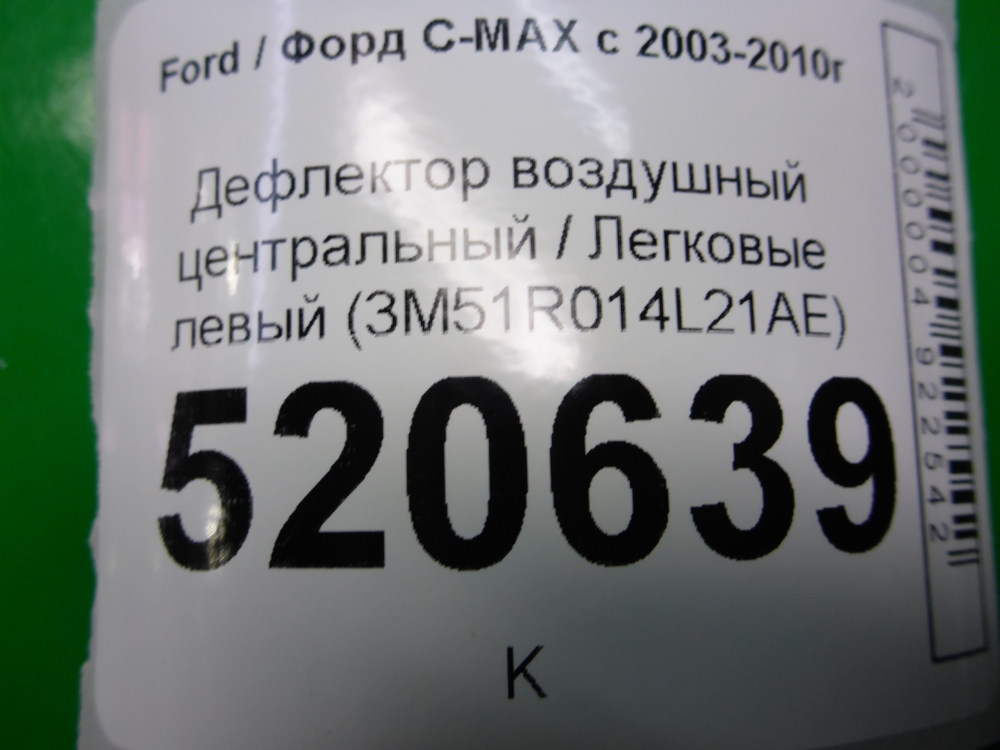 Ford / Форд C-MAX с 2003-2010г
Дефлектор воздушный
центральный / Легковые
левый (3M51R014L21AE)
520639
К
2000004922542